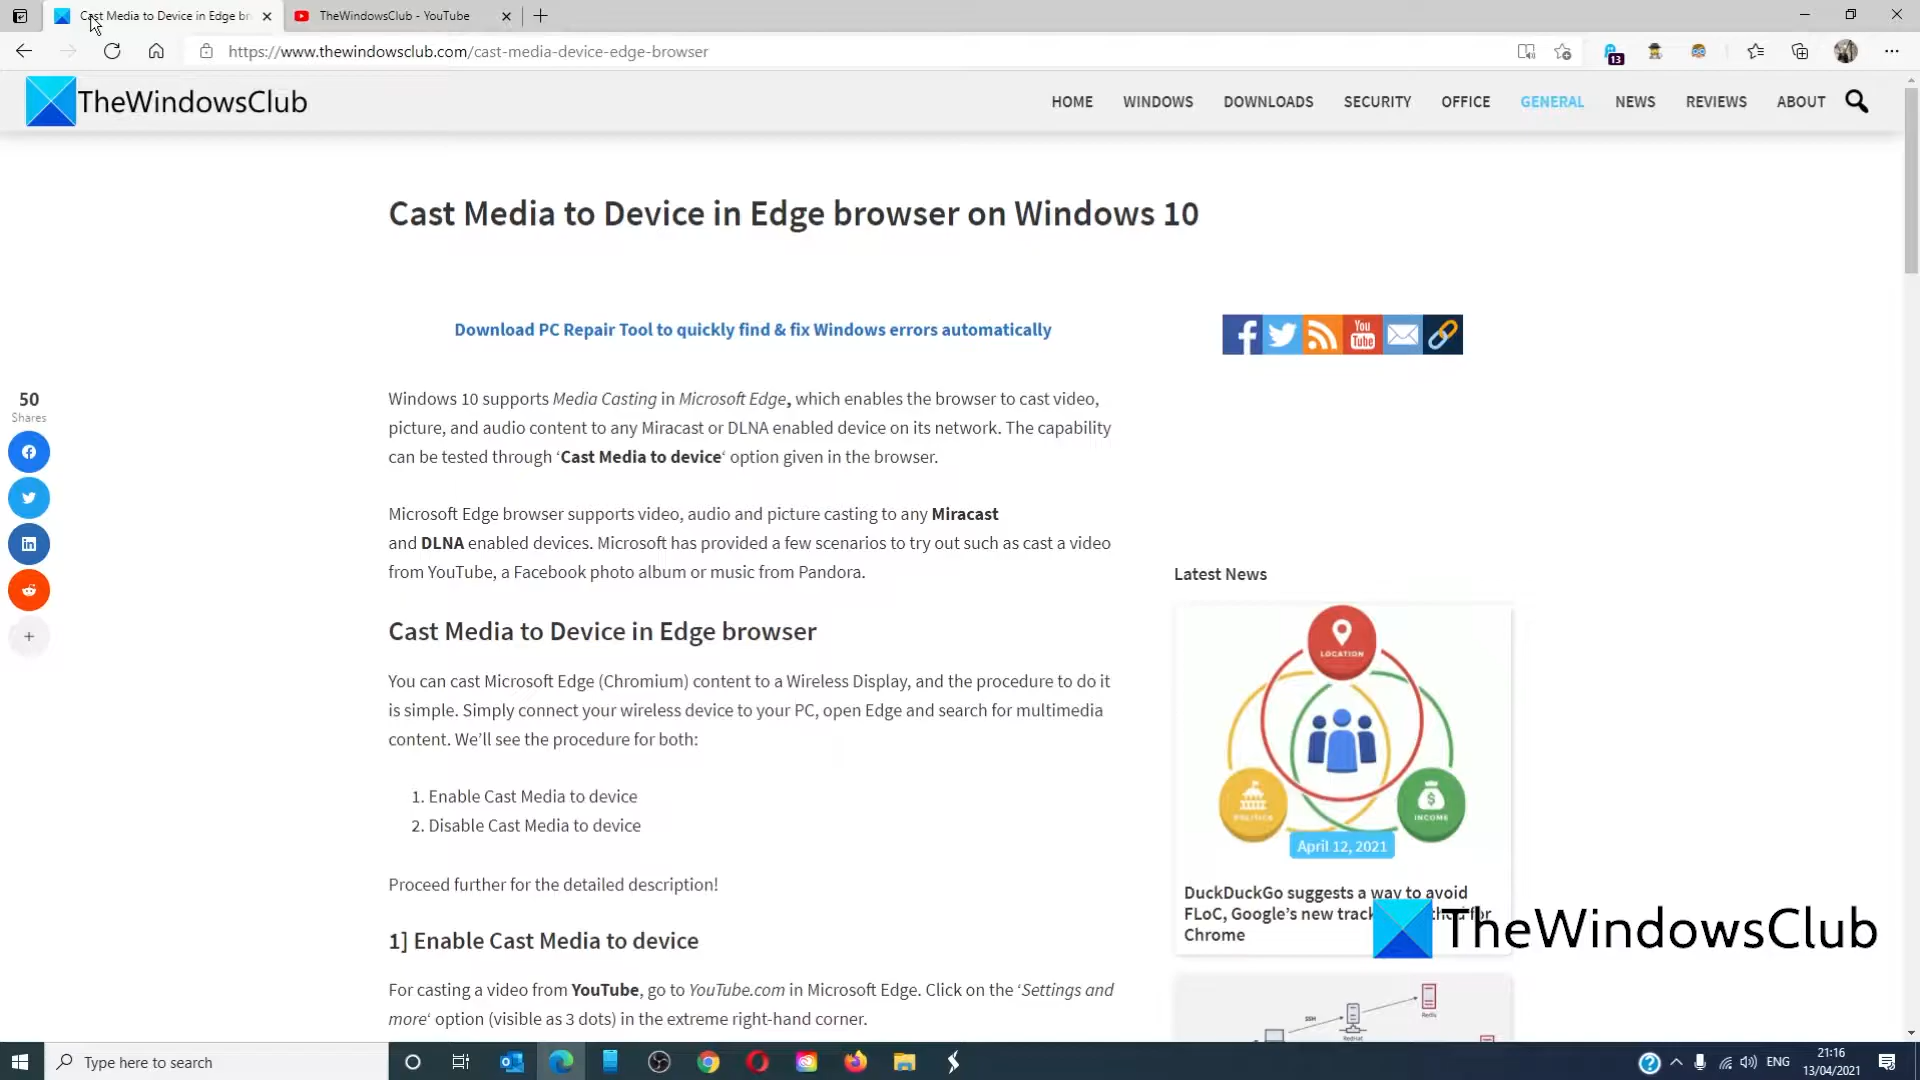 Cast Media to Device in Edge br
TheWindowsClub - YouTube
https://www.thewindowsclub.com/cast-media-device-edge-browser
13
TheWindowsClub
HOME WINDOWS DOWNLOADS SECURITY OFFICE GENERAL NEWS REVIEWS ABOUT
Cast Media to Device in Edge browser on Windows 10
Download PC Repair Tool to quickly find & fix Windows errors automatically
You Tube
50
Shares
Windows 10 supports Media Casting in Microsoft Edge, which enables the browser to cast video,
picture, and audio content to any Miracast or DLNA enabled device on its network. The capability
can be tested through ‘Cast Media to device‘ option given in the browser.
Microsoft Edge browser supports video, audio and picture casting to any Miracast
and DLNA enabled devices. Microsoft has provided a few scenarios to try out such as cast a video
from YouTube, a Facebook photo album or music from Pandora.
Cast Media to Device in Edge browser
You can cast Microsoft Edge (Chromium) content to a Wireless Display, and the procedure to do it
is simple. Simply connect your wireless device to your PC, open Edge and search for multimedia
content. We’ll see the procedure for both:
1. Enable Cast Media to device
2. Disable Cast Media to device
Proceed further for the detailed description!
1] Enable Cast Media to device
For casting a video from YouTube, go to YouTube.com in Microsoft Edge. Click on the ‘Settings and
more‘ option (visible as 3 dots) in the extreme right-hand corner.
Latest News
LOCATION
POLITICS
INCOME
April 12, 2021
DuckDuckGo suggests a way to avoid
FLoC, Google’s new track for
Chrome
TheWindowsClub
SSH
Redis
Type here to search
ENG
21:16
13/04/2021